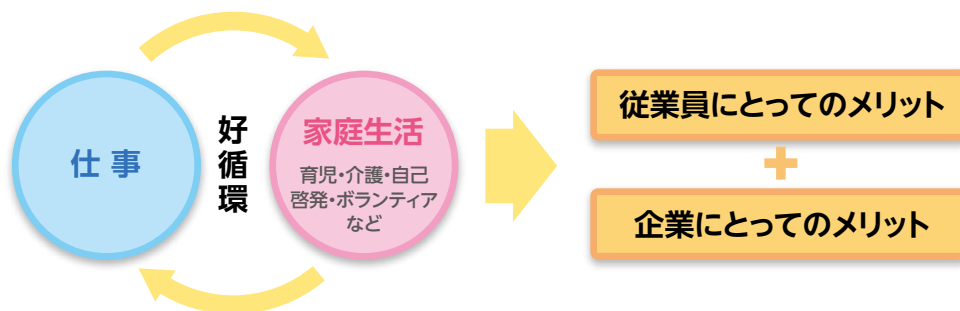 仕事
好循環
家庭生活
育児・介護・自己
啓発・ボランティア
など
従業員にとってのメリット
+
企業にとってのメリット